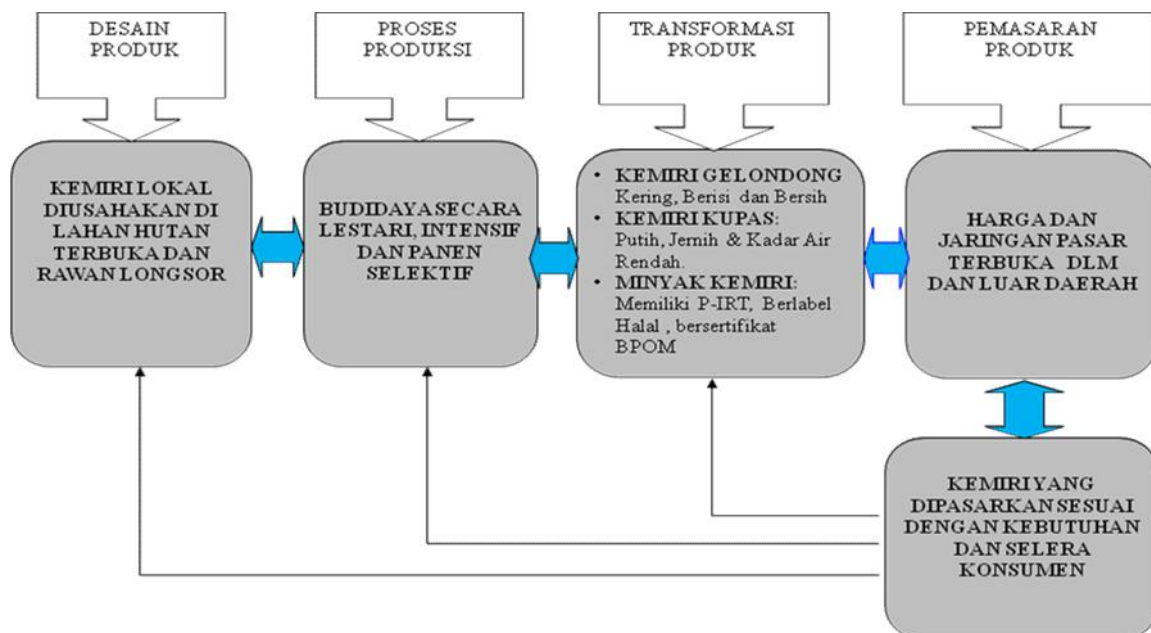 DESAIN
PRODUK
PROSES
PRODUKSI
TRANSFORMASI
PRODUK
PEMASARAN
PRODUK
KEMIRI LOKAL
DIUSAHAKAN DI
LAHAN HUTAN
TERBUKA DAN
RAWAN LONGSOR
BUDIDAYA SECARA
LESTARI, INTENSIF
DAN PANEN
SELEKTIF
• KEMIRI GELONDONG
Kering, Berisi dan Bersih
• KEMIRI KUPAS:
Putih, Jernih & Kadar Air
Rendah.
• MINYAK KEMIRI:
Memiliki P-IRT, Berlabel
Halal , bersertifikat
BPOM
HARGA DAN
JARINGAN PASAR
TERBUKA DLM
DAN LUAR DAERAH
KEMIRI YANG
DIPASARKAN SESUAI
DENGAN KEBUTUHAN
DAN SELERA
KONSUMEN